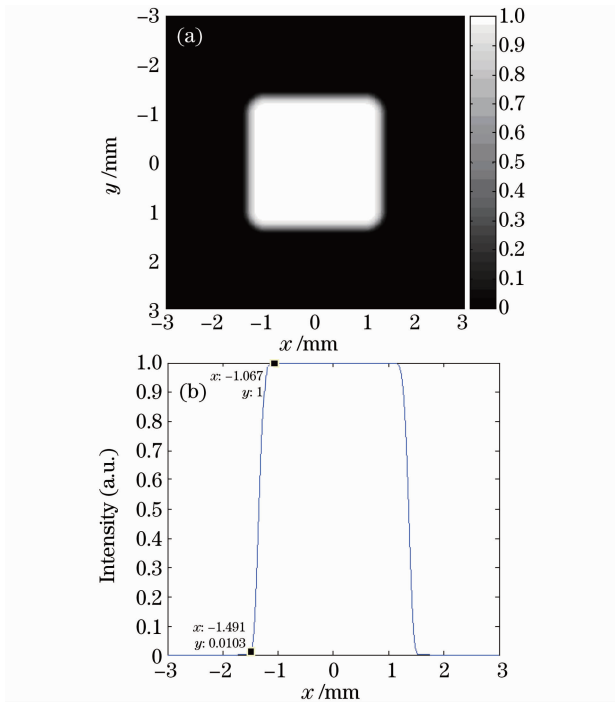 (a)
−3
−2
−1
0
1
2
3
y /mm
−3 −2 −1 0 1 2 3
x /mm
1.0
0.9
0.8
0.7
0.6
0.5
0.4
0.3
0.2
0.1
0
(b)
1.0
0.9
0.8
0.7
0.6
0.5
0.4
0.3
0.2
0.1
0
Intensity (a.u.)
x: −1.067
y: 1
x: −1.491
y: 0.0103
−3 −2 −1 0 1 2 3
x /mm